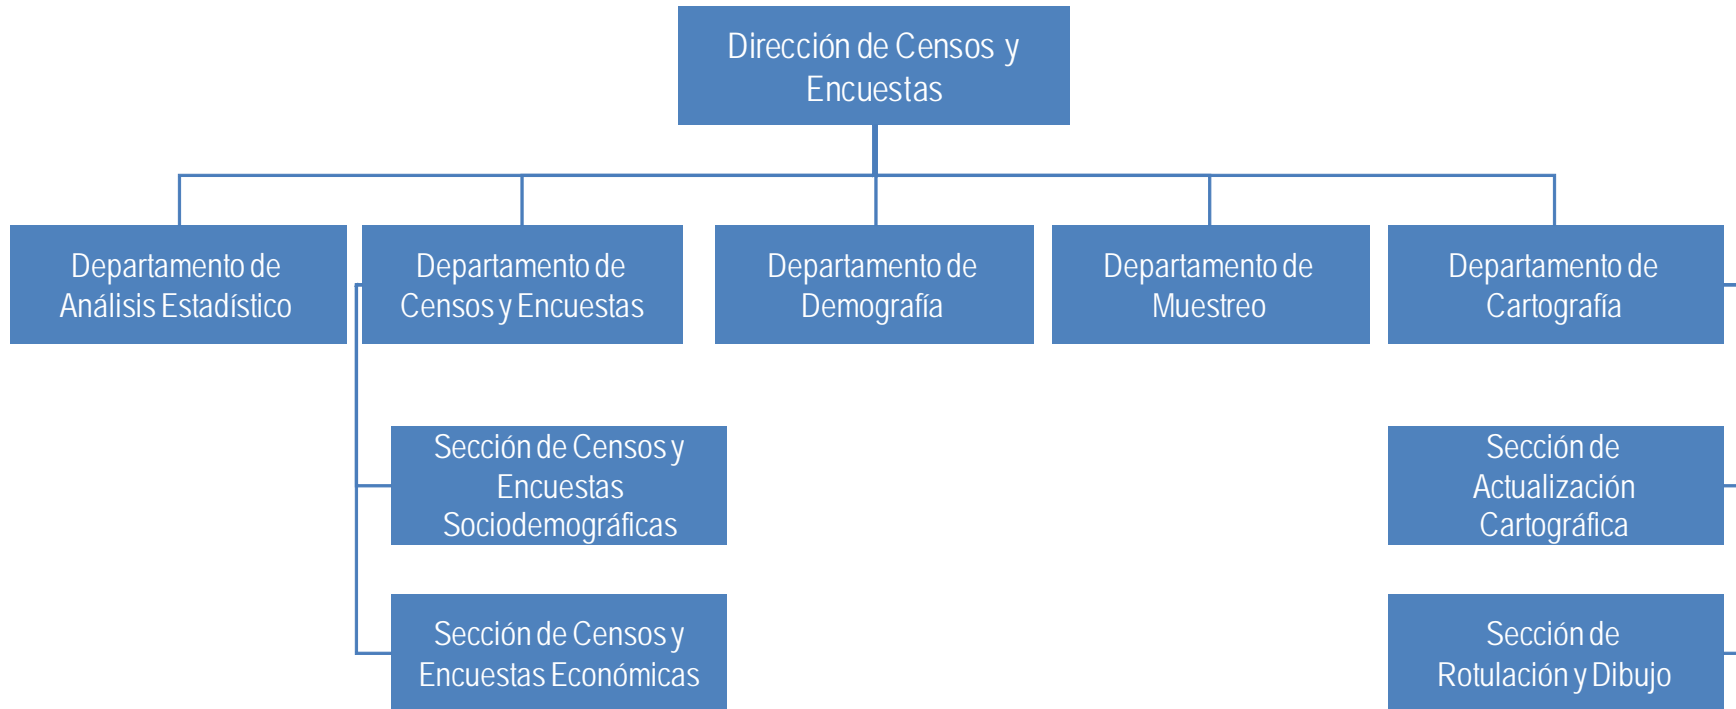 Dirección de Censos y
Encuestas
Departamento de
Análisis Estadístico
Departamento de
Censos y Encuestas
Departamento de
Demografía
Departamento de
Muestreo
Departamento de
Cartografía
Sección de Censos y
Encuestas
Sociodemográficas
Sección de
Actualización
Cartográfica
Sección de Censos y
Encuestas Económicas
Sección de
Rotulación y Dibujo